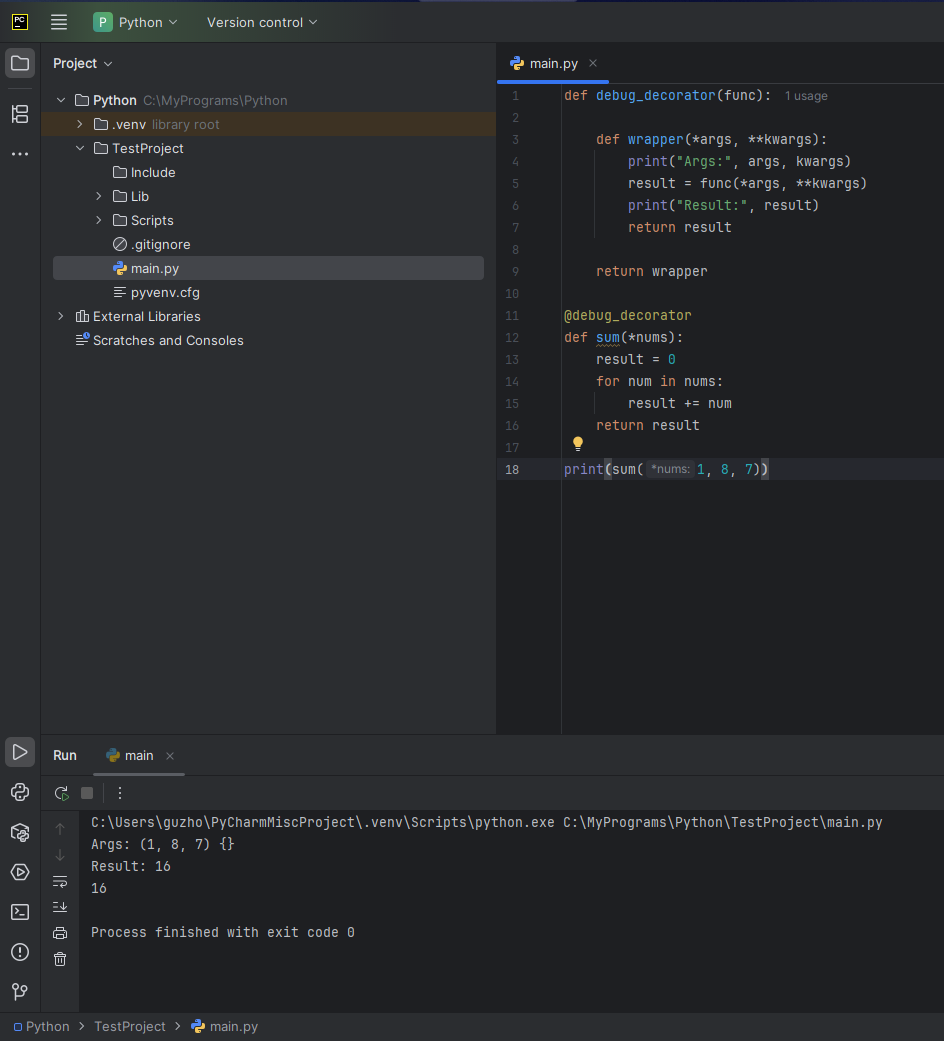 PC
P Python Version control
Project
Python C:\MyPrograms\Python
.venv library root
TestProject
Include
Lib
Scripts
.gitignore
main.py
pyvenv.cfg
External Libraries
Scratches and Consoles
main.py
1 def debug_decorator(func): 1 usage
2
3 def wrapper(*args, **kwargs):
4 print("Args:", args, kwargs)
5 result = func(*args, **kwargs)
6 print("Result:", result)
7 return result
8
9 return wrapper
10
11 @debug_decorator
12 def sum(*nums):
13 result = 0
14 for num in nums:
15 result += num
16 return result
17
18 print(sum( *nums: 1, 8, 7))
Run main
C:\Users\guzho\PyCharmMiscProject\.venv\Scripts\python.exe C:\MyPrograms\Python\TestProject\main.py
Args: (1, 8, 7) {}
Result: 16
16
Process finished with exit code 0
Python > TestProject > main.py